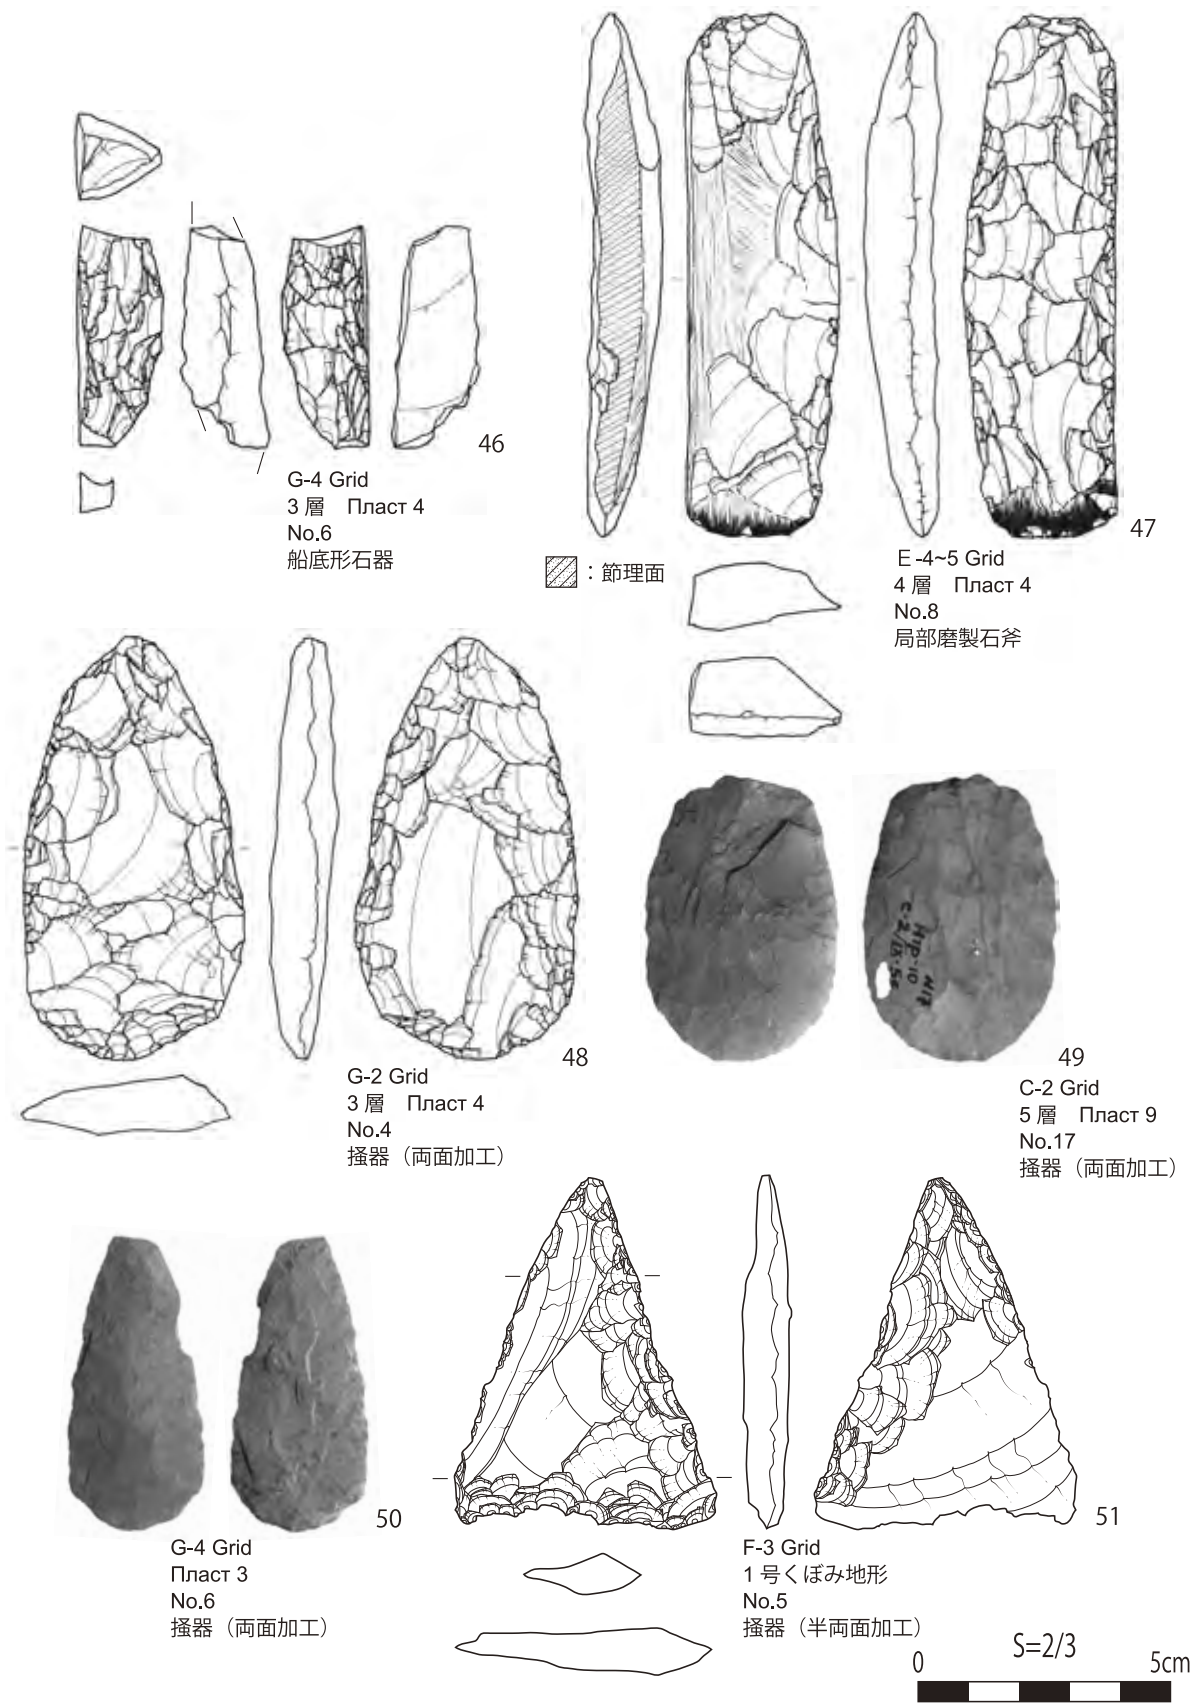 46
G-4 Grid
3 層　Пласт 4
No.6
船底形石器
47
：節理面
E-4~5 Grid
4 層　Пласт 4
No.8
局部磨製石斧
48
G-2 Grid
3 層　Пласт 4
No.4
掻器（両面加工）
49
C-2 Grid
5 層　Пласт 9
No.17
掻器（両面加工）
50
G-4 Grid
Пласт 3
No.6
掻器（両面加工）
51
F-3 Grid
1 号くぼみ地形
No.5
掻器（半両面加工）
S=2/3
0 5cm